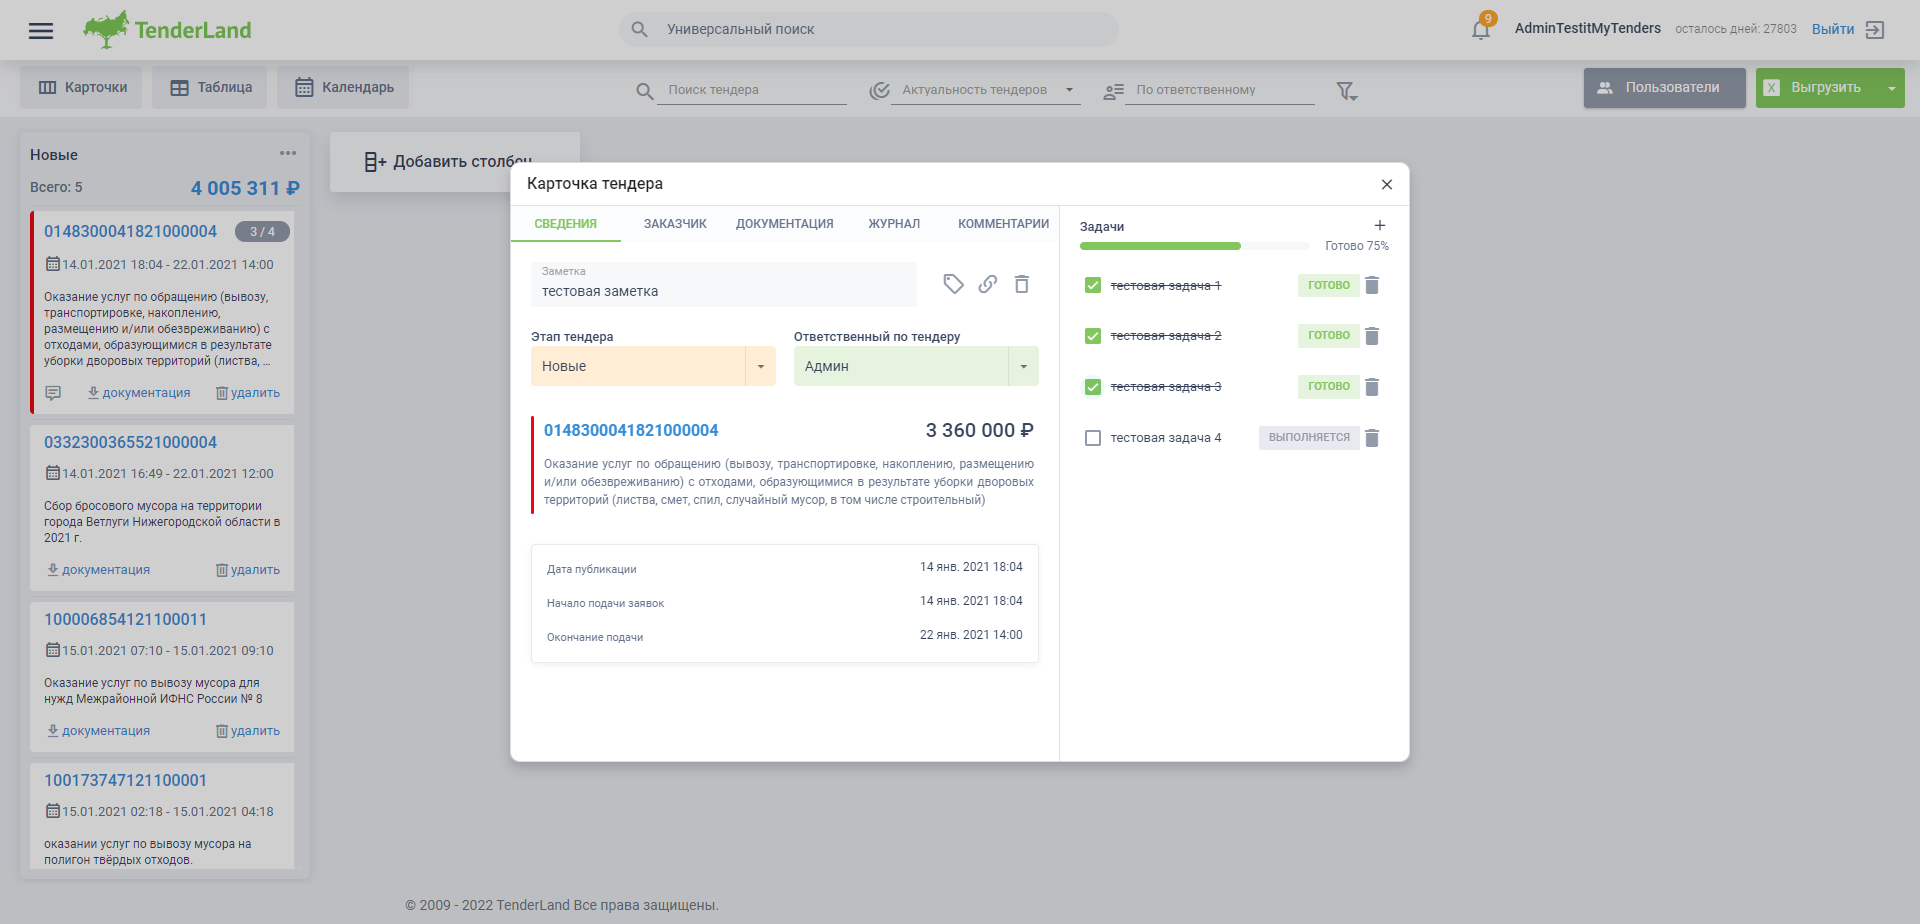 TenderLand
Универсальный поиск
9
AdminTestitMyTenders
осталось дней: 27803
Выйти
Карточки
Таблица
Календарь
Поиск тендера
Актуальность тендеров
По ответственному
Пользователи
X
Выгрузить
Новые
Всего: 5
4 005 311 ₽
0148300041821000004
3 / 4
14.01.2021 18:04 - 22.01.2021 14:00
Оказание услуг по обращению (вывозу,
транспортировке, накоплению,
размещению и/или обезвреживанию) с
отходами, образующимися в результате
уборки дворовых территорий (листва, ...
документация
удалить
0332300365521000004
14.01.2021 16:49 - 22.01.2021 12:00
Сбор бросового мусора на территории
города Ветлуги Нижегородской области в
2021 г.
документация
удалить
100006854121100011
15.01.2021 07:10 - 15.01.2021 09:10
Оказание услуг по вывозу мусора для
нужд Межрайонной ИФНС России № 8
документация
удалить
100173747121100001
15.01.2021 02:18 - 15.01.2021 04:18
оказании услуг по вывозу мусора на
полигон твёрдых отходов.
Добавить
Карточка тендера
СВЕДЕНИЯ
ЗАКАЗЧИК
ДОКУМЕНТАЦИЯ
ЖУРНАЛ
КОММЕНТАРИИ
Заметка
тестовая заметка
Этап тендера
Новые
Ответственный по тендеру
Админ
0148300041821000004
3 360 000 ₽
Оказание услуг по обращению (вывозу, транспортировке, накоплению, размещению
и/или обезвреживанию) с отходами, образующимися в результате уборки дворовых
территорий (листва, смет, спил, случайный мусор, в том числе строительный)
Дата публикации
14 янв. 2021 18:04
Начало подачи заявок
14 янв. 2021 18:04
Окончание подачи
22 янв. 2021 14:00
Задачи
Готово 75%
тестовая задача 1
ГОТОВО
тестовая задача 2
ГОТОВО
тестовая задача 3
ГОТОВО
тестовая задача 4
ВЫПОЛНЯЕТСЯ
© 2009 - 2022 TenderLand Все права защищены.